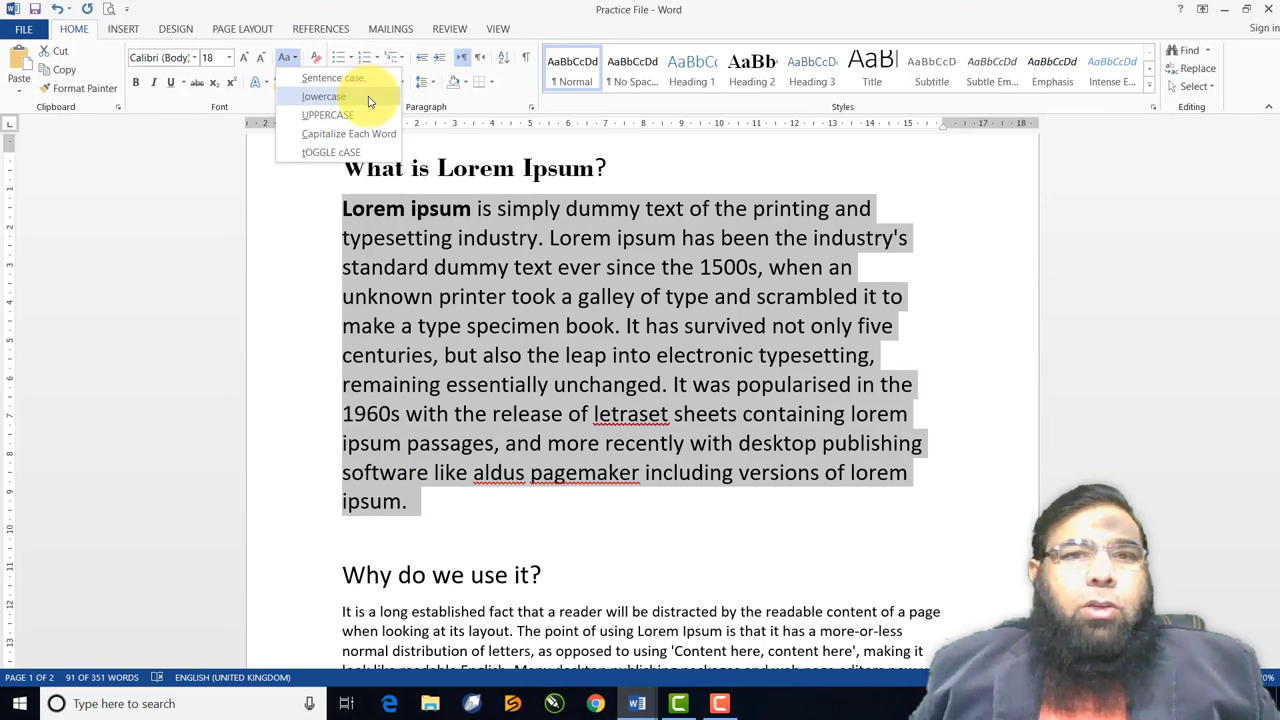 Practice File - Word
Sign in
FILE HOME INSERT DESIGN PAGE LAYOUT REFERENCES MAILINGS REVIEW VIEW
Paste
Cut
Copy
Format Painter
Clipboard
Calibri (Body) 18
Aa
B I U abc X₂ X²
Font
Sentence case.
lowercase
UPPERCASE
Capitalize Each Word
tOGGLE cASE
Paragraph
AaBbCcDd AaBbCcDd AaBbCc AaBbCc AaBbCcDd AaBl AaBbCcD AaBbCcDd AaBbCcDd AaBbCcDd
¶ Normal ¶ No Spac... Heading 1 Heading 2 Heading 3 Title Subtitle Subtle Em... Emphasis Intense E...
Styles
Find
Replace
Select
Editing
What is Lorem Ipsum?
Lorem ipsum is simply dummy text of the printing and
typesetting industry. Lorem ipsum has been the industry's
standard dummy text ever since the 1500s, when an
unknown printer took a galley of type and scrambled it to
make a type specimen book. It has survived not only five
centuries, but also the leap into electronic typesetting,
remaining essentially unchanged. It was popularised in the
1960s with the release of letraset sheets containing lorem
ipsum passages, and more recently with desktop publishing
software like aldus pagemaker including versions of lorem
ipsum.
Why do we use it?
It is a long established fact that a reader will be distracted by the readable content of a page
when looking at its layout. The point of using Lorem Ipsum is that it has a more-or-less
normal distribution of letters, as opposed to using 'Content here, content here', making it
PAGE 1 OF 2 91 OF 351 WORDS ENGLISH (UNITED KINGDOM)
Type here to search